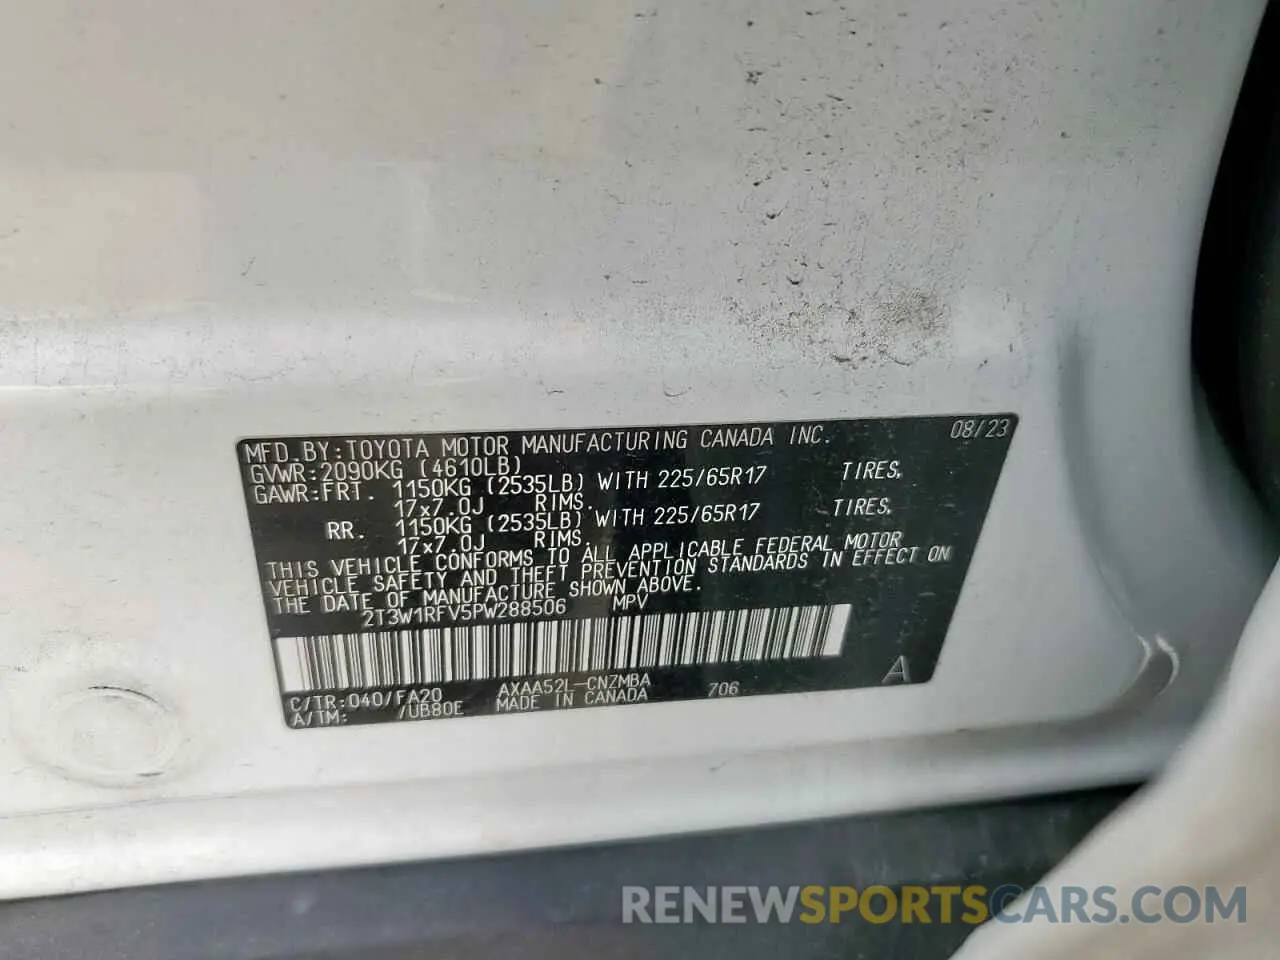 MFD.BY:TOYOTA MOTOR MANUFACTURING CANADA INC. 08/23
GVWR:2090KG (4610LB)
GAWR:FRT. 1150KG (2535LB) WITH 225/65R17 TIRES,
17x7.0J RIMS.
RR. 1150KG (2535LB) WITH 225/65R17 TIRES,
17x7.0J RIMS.
THIS VEHICLE CONFORMS TO ALL APPLICABLE FEDERAL MOTOR
VEHICLE SAFETY AND THEFT PREVENTION STANDARDS IN EFFECT ON
THE DATE OF MANUFACTURE SHOWN ABOVE.
2T3W1RFV5PW288506 MPV
C/TR:040/FA20 AXAA52L-CNZMBA 706 A
A/TM: /UB80E MADE IN CANADA
RENEWSPORTSCARS.COM